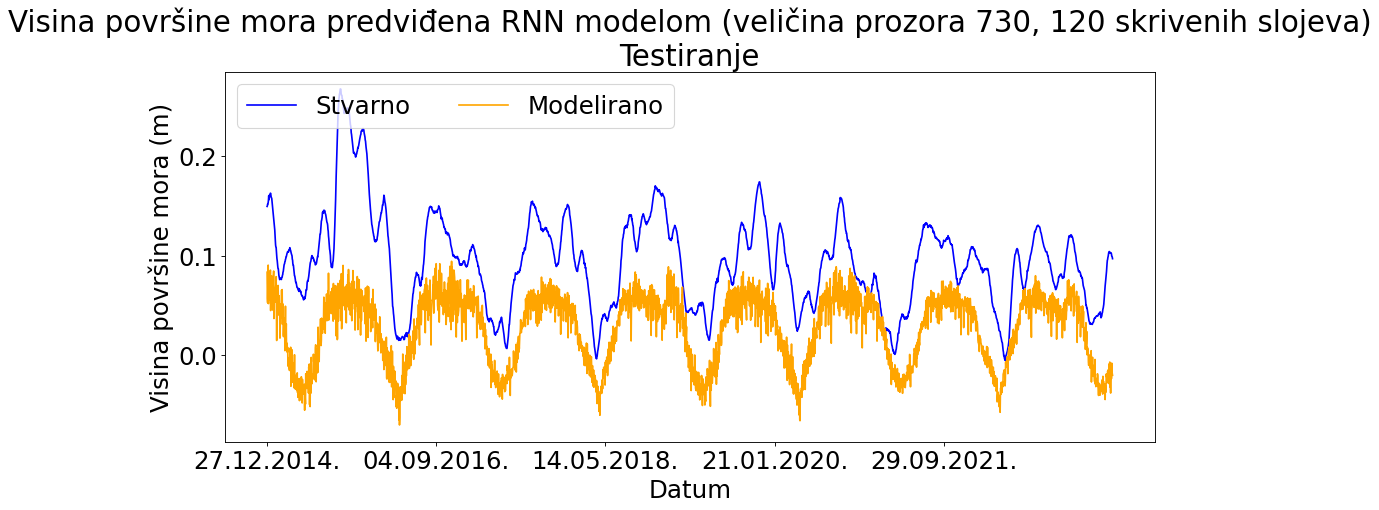 Visina površine mora predviđena RNN modelom (veličina prozora 730, 120 skrivenih slojeva)
Testiranje
Stvarno Modelirano
Visina površine mora (m)
0.2
0.1
0.0
27.12.2014. 04.09.2016. 14.05.2018. 21.01.2020. 29.09.2021.
Datum